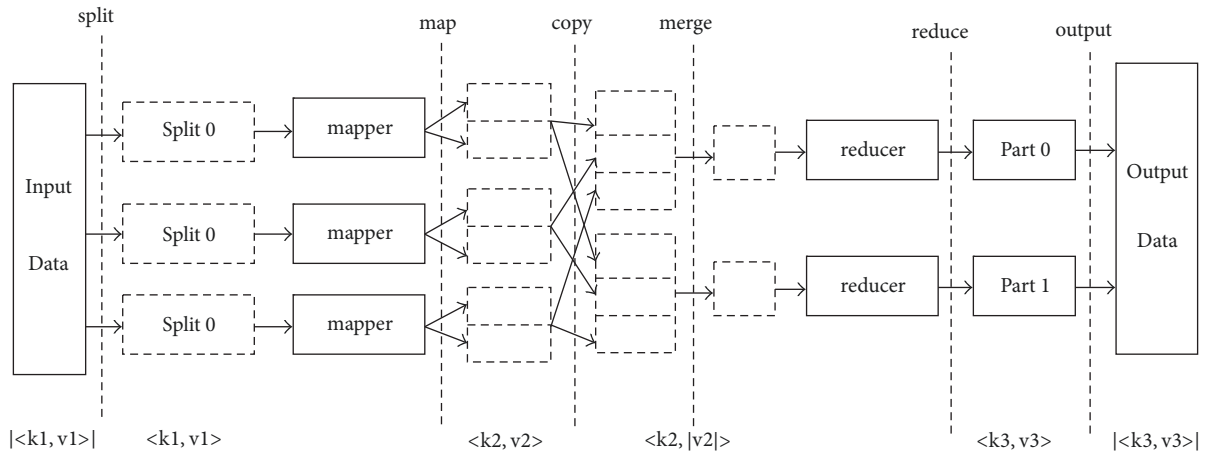 split
map
copy
merge
reduce
output
Input
Data
Split 0
mapper
reducer
Part 0
Output
Data
Split 0
mapper
reducer
Part 1
Split 0
mapper
|<k1, v1>|
<k1, v1>
<k2, v2>
<k2, |v2|>
<k3, v3>
|<k3, v3>|